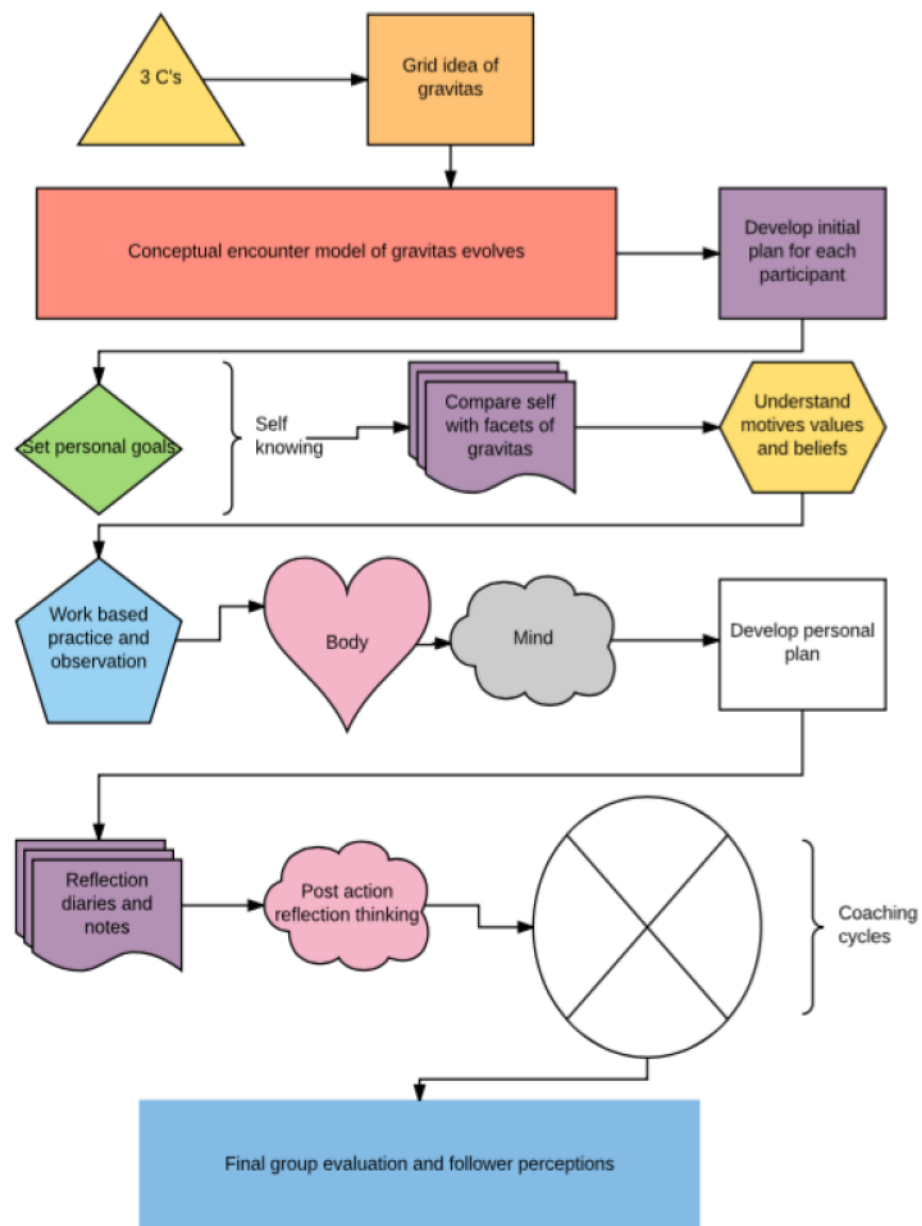 3 C's
Grid idea of
gravitas
Conceptual encounter model of gravitas evolves
Develop initial
plan for each
participant
Set personal goals
Self
knowing
Compare self
with facets of
gravitas
Understand
motives values
and beliefs
Work based
practice and
observation
Body
Mind
Develop personal
plan
Reflection
diaries and
notes
Post action
reflection thinking
Coaching
cycles
Final group evaluation and follower perceptions